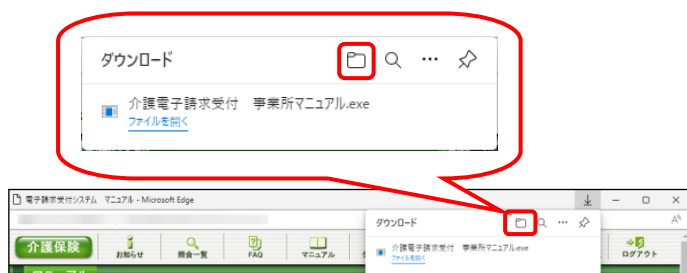 ダウンロード
介護電子請求受付　事業所マニュアル.exe
ファイルを開く
電子請求受付システム　マニュアル - Microsoft Edge
ダウンロード
介護電子請求受付　事業所マニュアル.exe
ファイルを開く
介護保険
お知らせ
照会一覧
FAQ
マニュアル
ログアウト
マニュアル